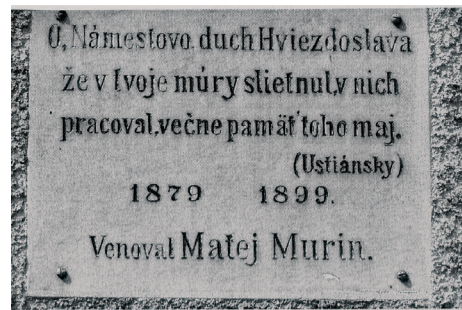 O, Námestovo. duch Hviezdoslava
že v tvoje múry slietnul, v nich
pracoval, večne pamäť toho maj.
(Ustiánsky)
1879 1899.
Venoval Matej Murin.